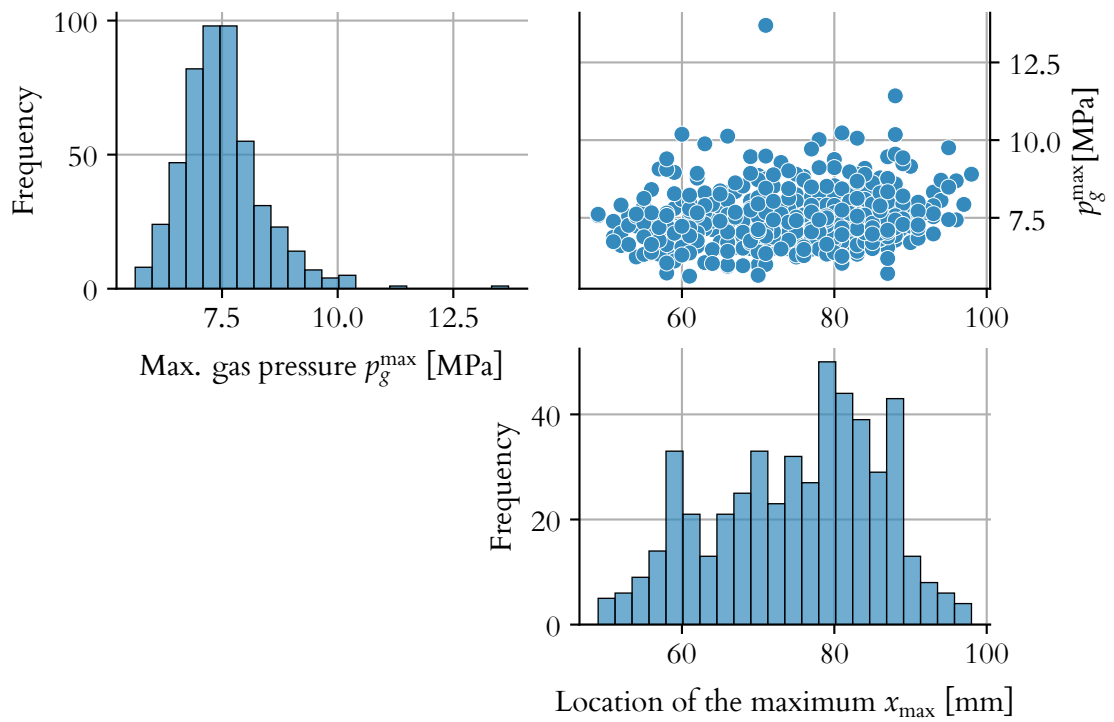 100
50
0
Frequency
7.5 10.0 12.5
Max. gas pressure p_g^max [MPa]
12.5
10.0
7.5
p_g^max [MPa]
60 80 100
40
20
0
Frequency
60 80 100
Location of the maximum x_max [mm]